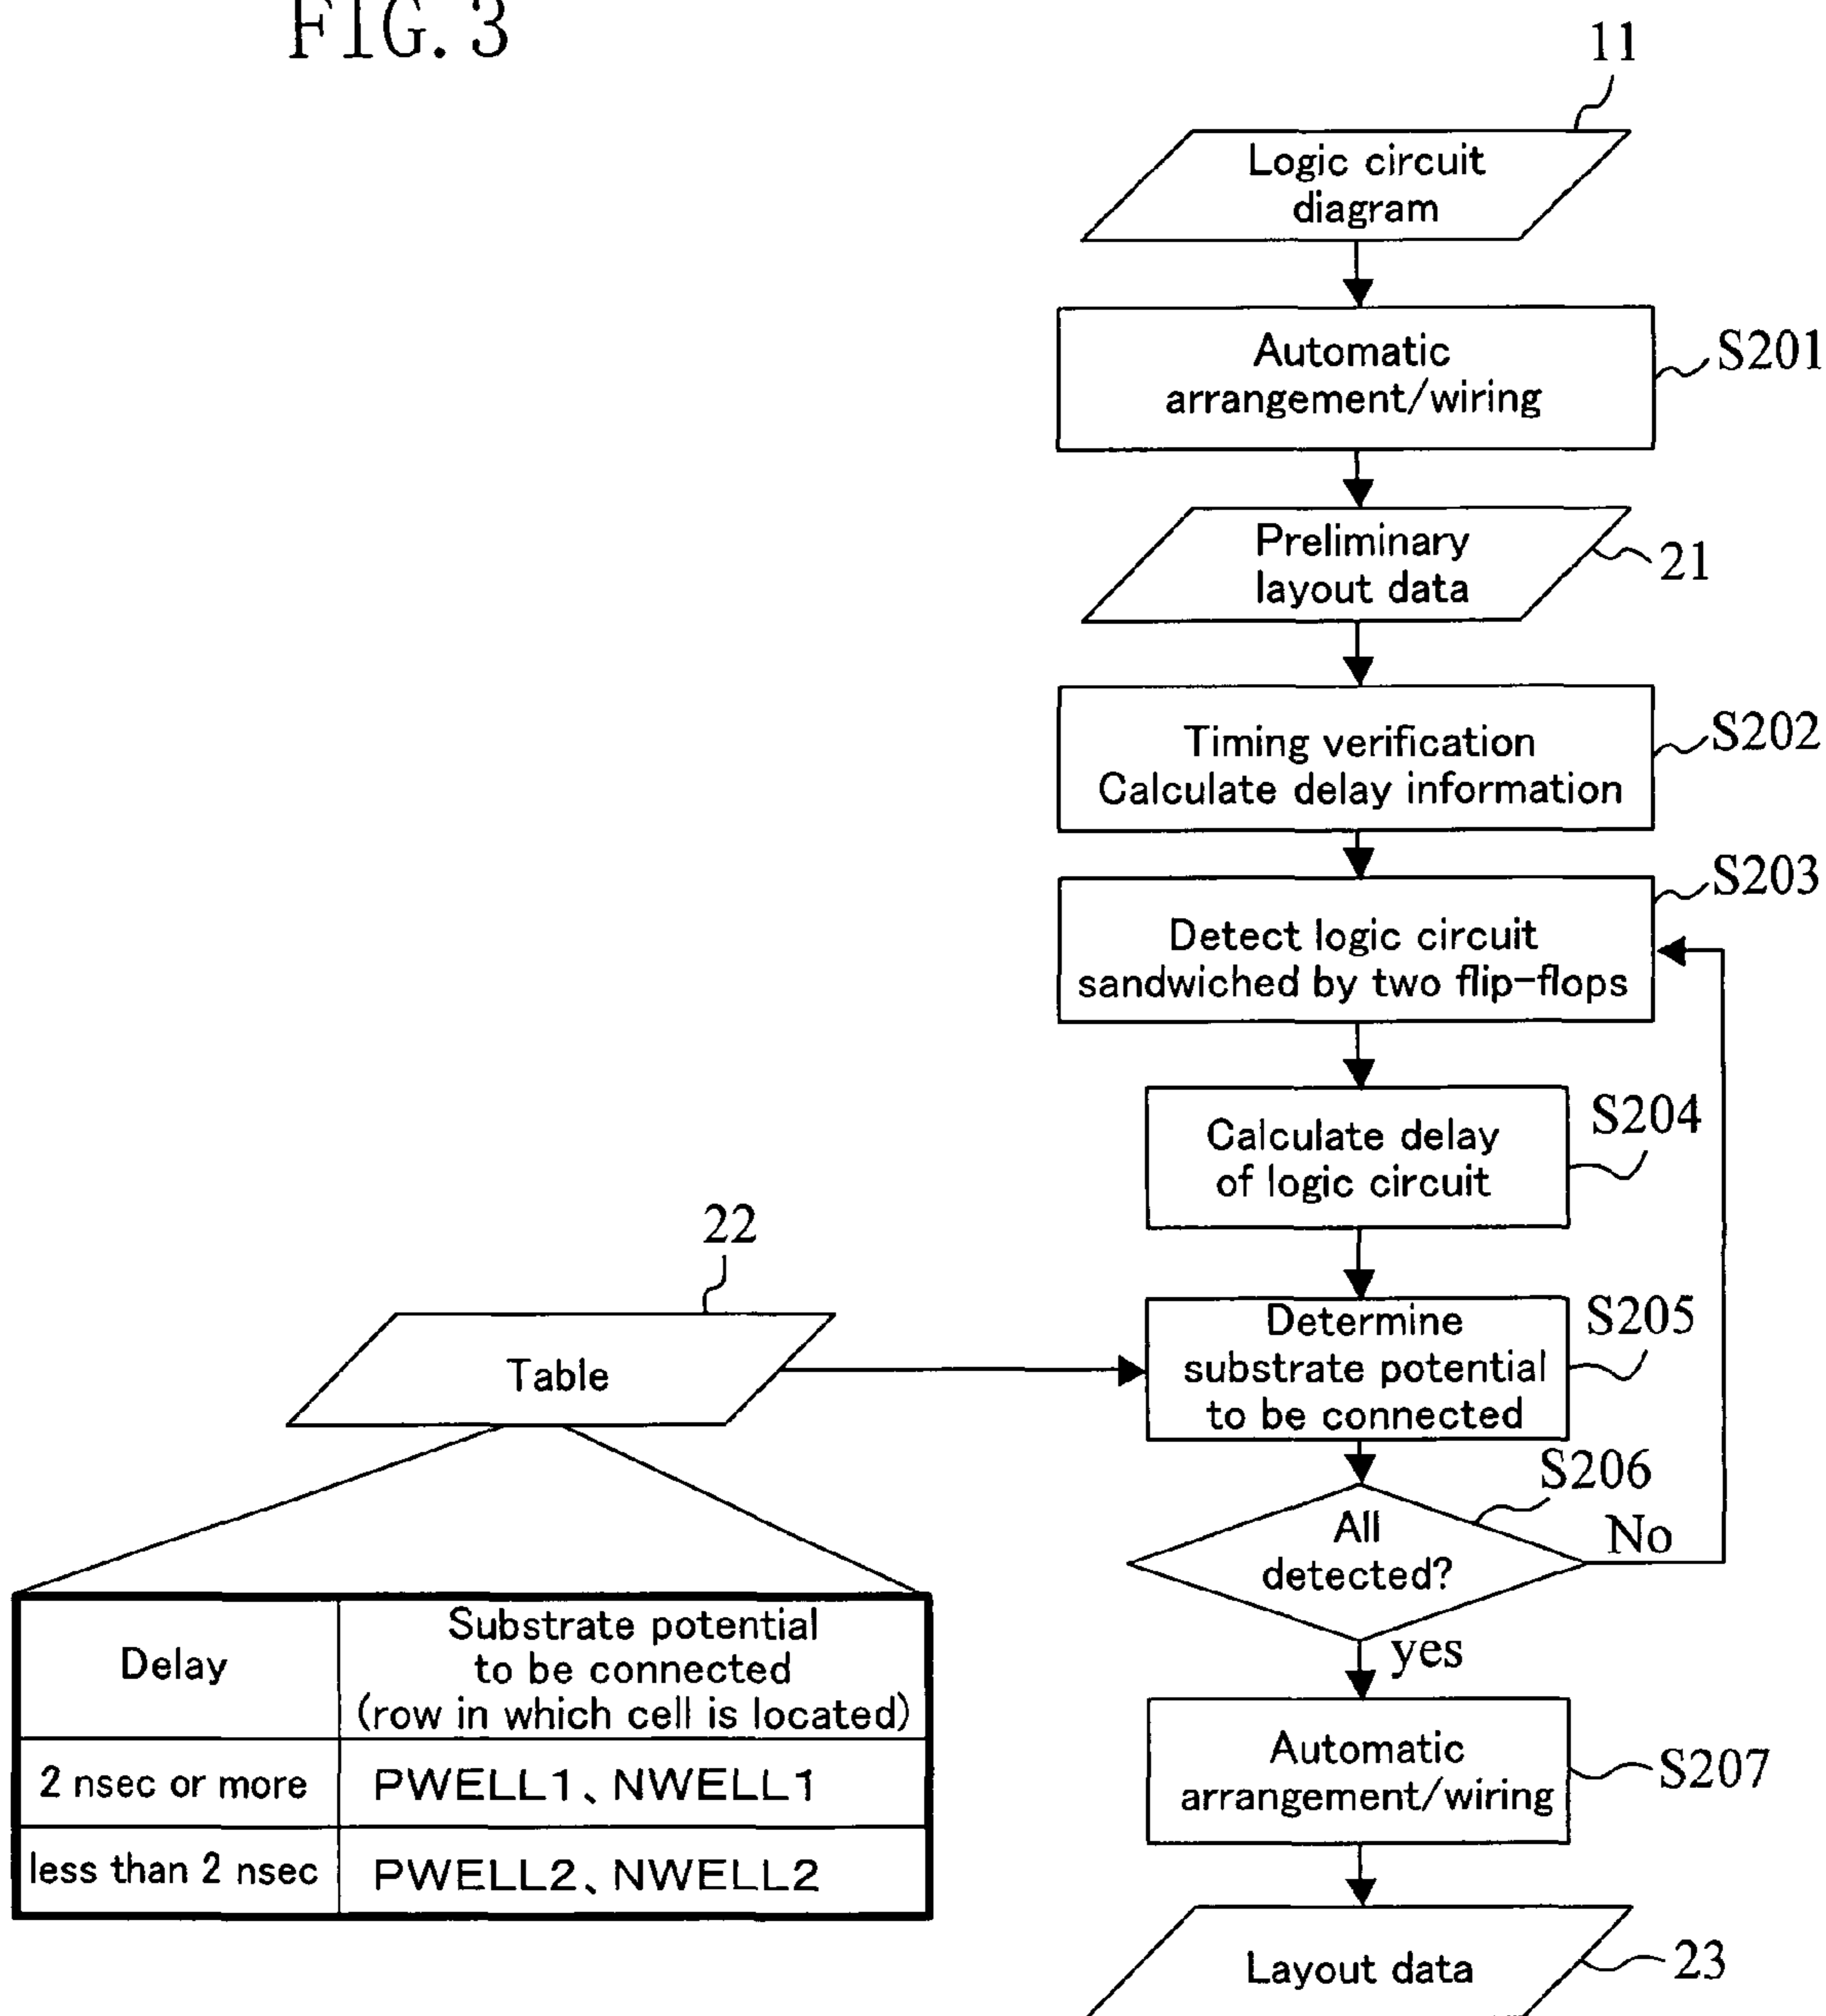 FIG. 3
11
Logic circuit
diagram
Automatic
arrangement/wiring
S201
Preliminary
layout data
21
Timing verification
Calculate delay information
S202
S203
Detect logic circuit
sandwiched by two flip-flops
Calculate delay
of logic circuit
S204
22
Table
Determine
substrate potential
to be connected
S205
S206
All
detected?
No
yes
Delay
Substrate potential
to be connected
(row in which cell is located)
2 nsec or more
PWELL1、NWELL1
less than 2 nsec
PWELL2、NWELL2
Automatic
arrangement/wiring
S207
Layout data
23